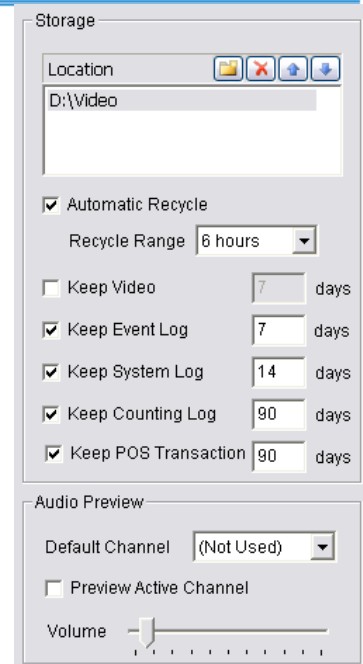 Storage
Location
D:\Video
Automatic Recycle
Recycle Range 6 hours
Keep Video 7 days
Keep Event Log 7 days
Keep System Log 14 days
Keep Counting Log 90 days
Keep POS Transaction 90 days
Audio Preview
Default Channel (Not Used)
Preview Active Channel
Volume